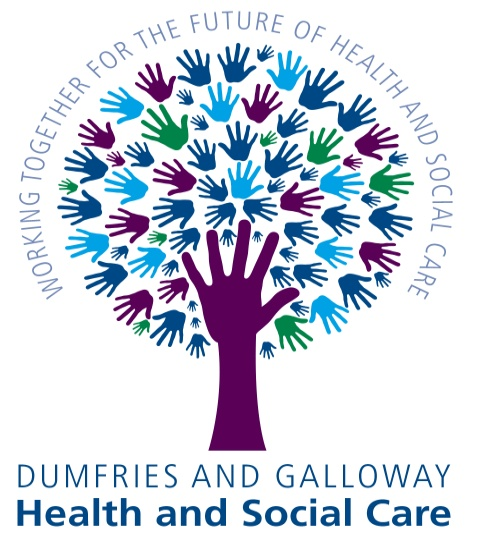 WORKING TOGETHER FOR THE FUTURE OF HEALTH AND SOCIAL CARE
DUMFRIES AND GALLOWAY
Health and Social Care